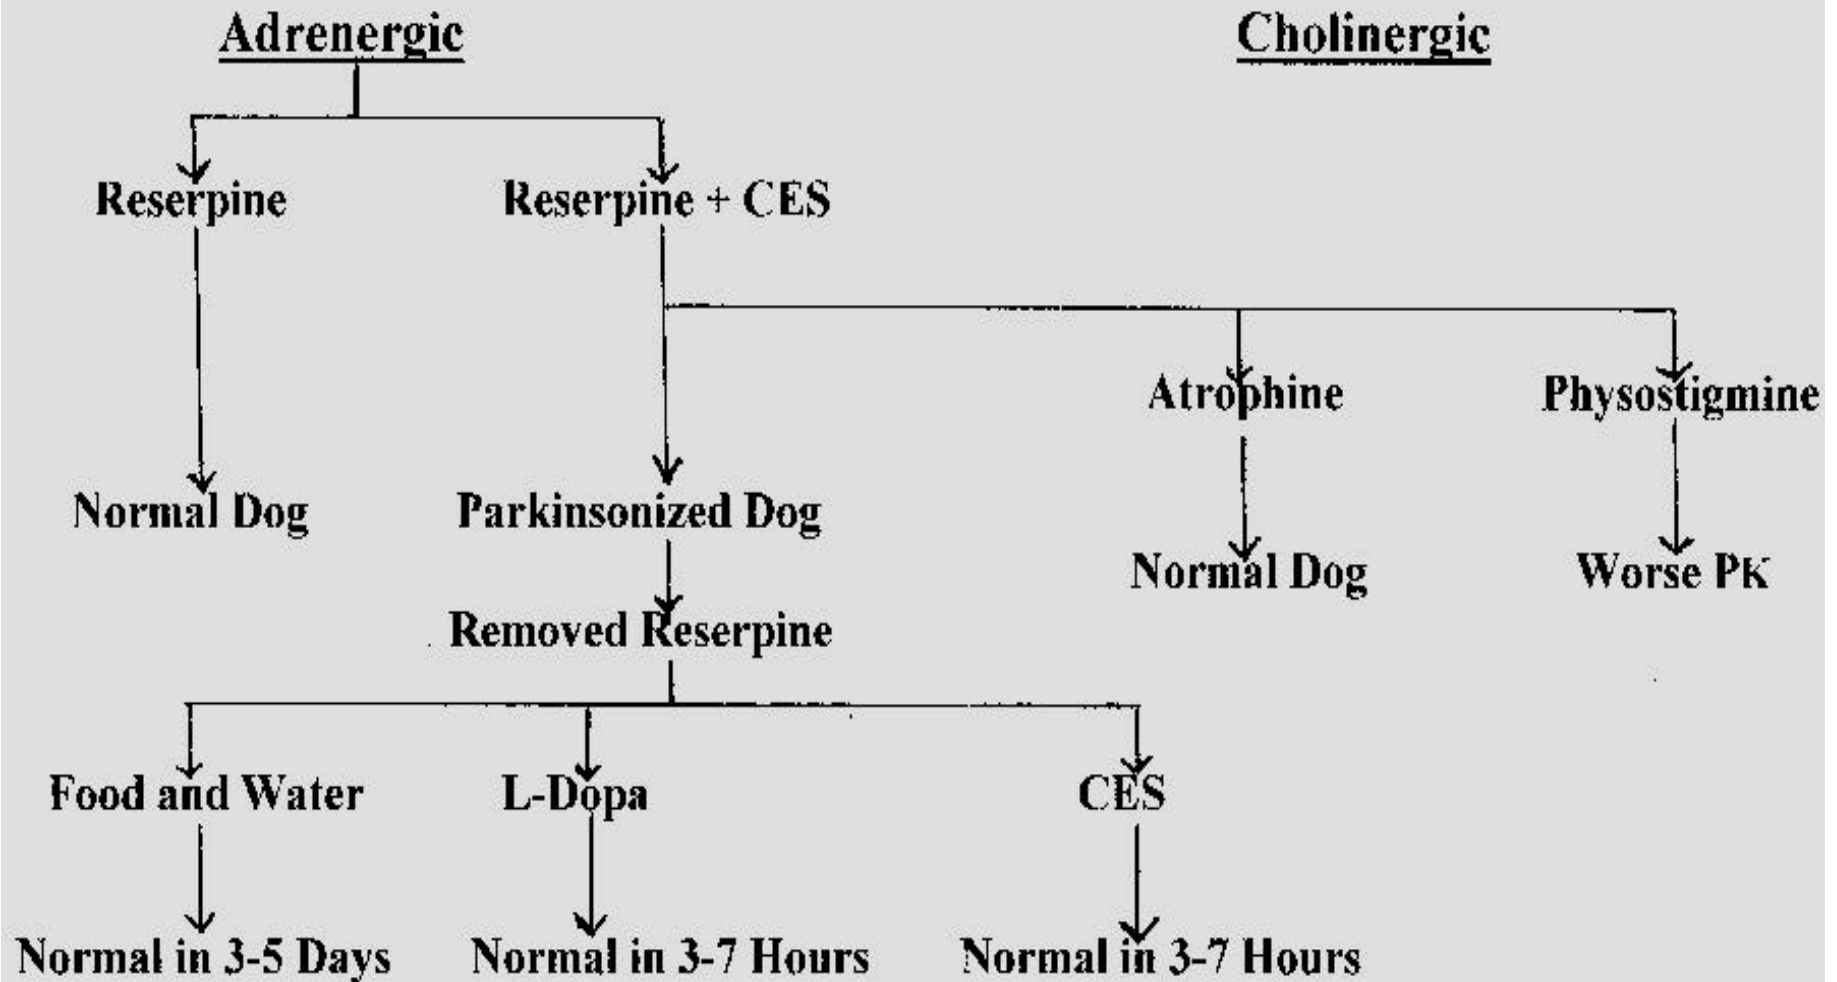 Adrenergic
Cholinergic
Reserpine
Reserpine + CES
Atrophine
Physostigmine
Normal Dog
Parkinsonized Dog
Normal Dog
Worse PK
Removed Reserpine
Food and Water
L-Dopa
CES
Normal in 3-5 Days
Normal in 3-7 Hours
Normal in 3-7 Hours